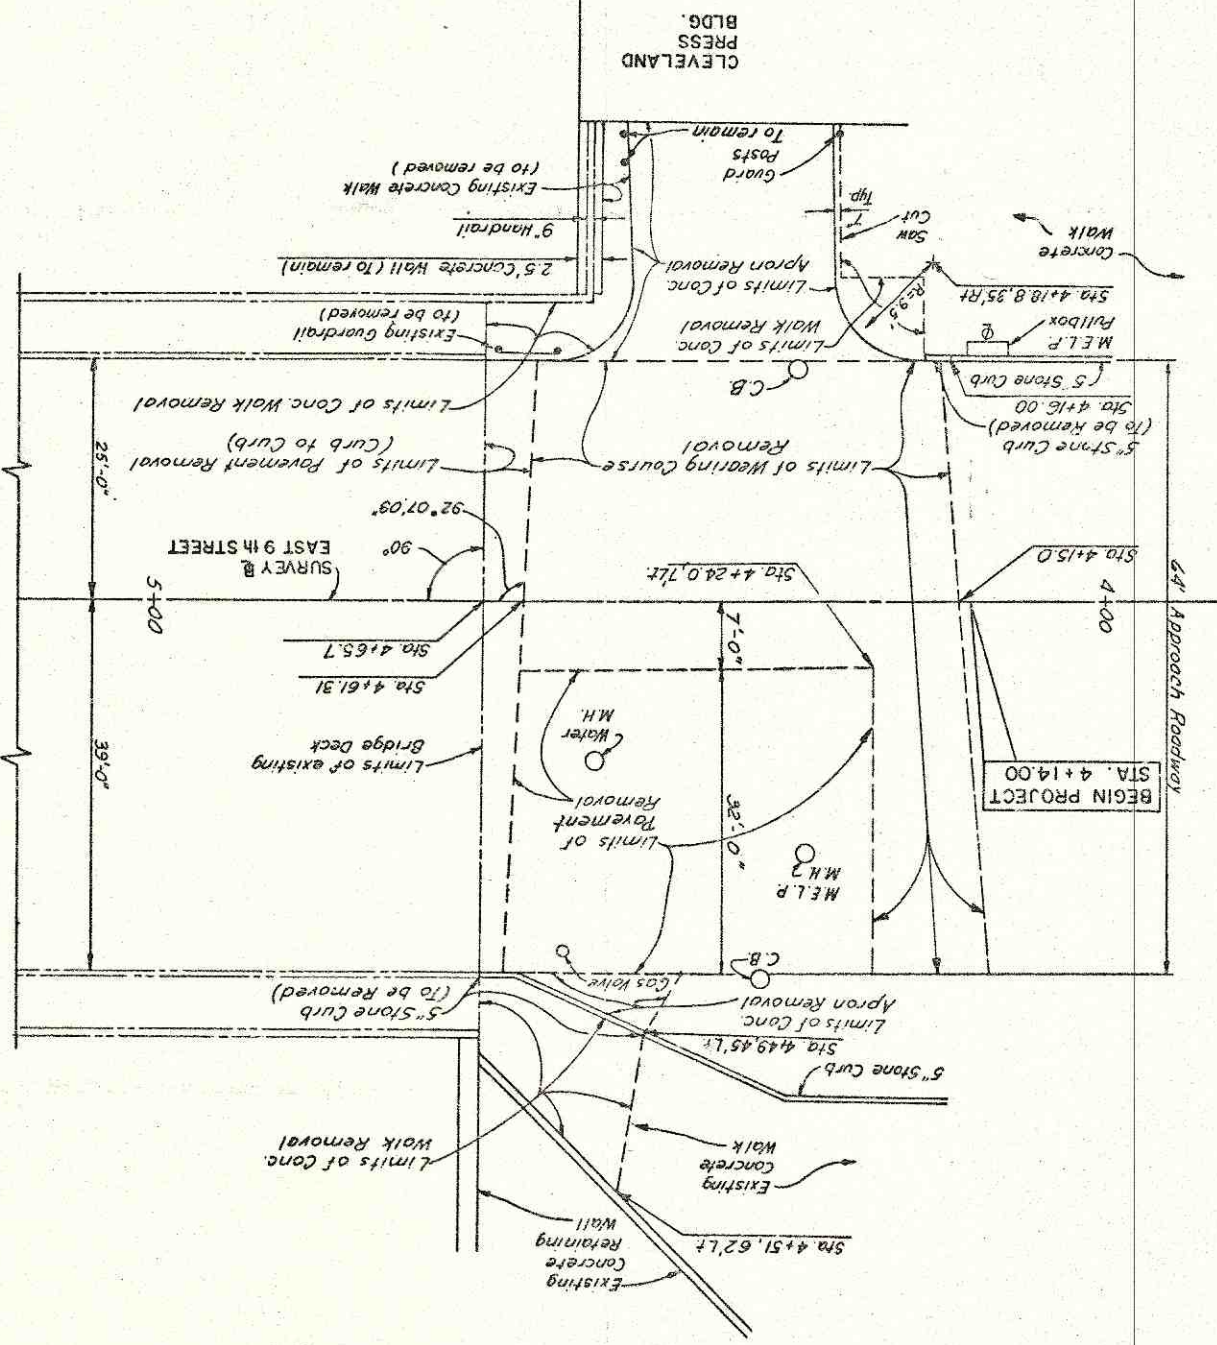 Existing
Concrete
Retaining
Wall
Sta. 4+51, 62' Lt.
Existing
Concrete
Walk
Limits of Conc.
Walk Removal
5" Stone Curb
Sta. 4+49, 45' Lt.
Limits of Conc.
Apron Removal
5" Stone Curb
(To be Removed)
Gas Valve
C.B.
M.E.L.P.
M.H.
BEGIN PROJECT
STA. 4+14.00
64' Approach Roadway
32'-0"
Limits of
Pavement
Removal
Water
M.H.
Limits of existing
Bridge Deck
39'-0"
7'-0"
Sta. 4+61.31
Sta. 4+65.7
4+00
5+00
Sta. 4+15.0
Sta. 4+24.0, 7' Lt.
SURVEY ℄
EAST 9th STREET
90°
92°07'03"
25'-0"
5" Stone Curb
(To be Removed)
Sta. 4+16.00
5" Stone Curb
Limits of Wearing Course
Removal
Limits of Pavement Removal
(Curb to Curb)
Limits of Conc. Walk Removal
C.B.
M.E.L.P.
Pullbox
Sta. 4+18.8, 35' Rt
R=9.5'
Limits of Conc.
Walk Removal
Existing Guardrail
(to be removed)
Limits of Conc.
Apron Removal
2.5' Concrete Wall (To remain)
Concrete
Walk
Saw
Cut
1'
Typ.
9" Handrail
Existing Concrete Walk
(to be removed)
Guard
Posts
To remain
CLEVELAND
PRESS
BLDG.